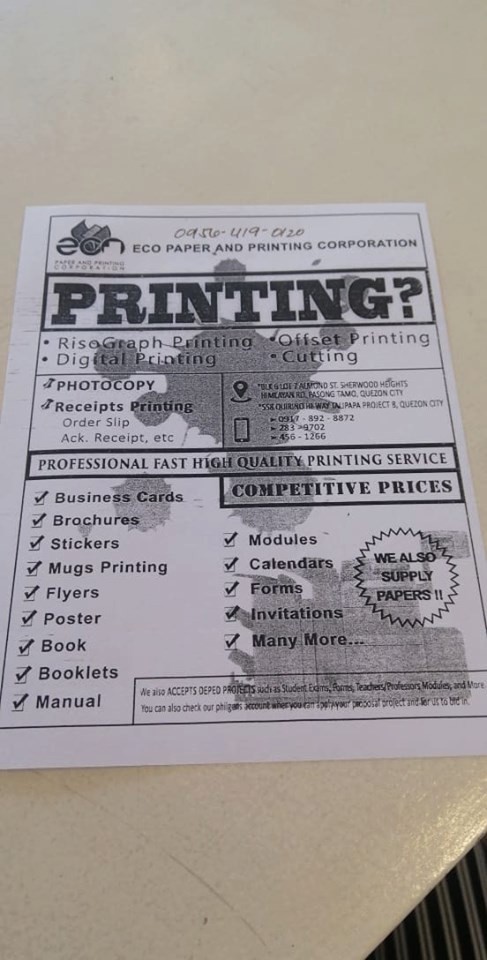 0956-419-0120
eco
PAPER AND PRINTING
CORPORATION
ECO PAPER AND PRINTING CORPORATION
PRINTING?
• RisoGraph Printing
• Digital Printing
• Offset Printing
• Cutting
PHOTOCOPY
Receipts Printing
Order Slip
Ack. Receipt, etc
*BLK 9 LOT 2 ALMOND ST. SHERWOOD HEIGHTS
HIMLAYAN RD. PASONG TAMO, QUEZON CITY
*558 QUIRINO HI-WAY TALIPAPA PROJECT 8, QUEZON CITY
0917 - 892 - 8872
283 - 9702
456 - 1266
PROFESSIONAL FAST HIGH QUALITY PRINTING SERVICE
COMPETITIVE PRICES
Business Cards
Brochures
Stickers
Mugs Printing
Flyers
Poster
Book
Booklets
Manual
Modules
Calendars
Forms
Invitations
Many More...
WE ALSO
SUPPLY
PAPERS !!
We also ACCEPTS DEPED PROJECTS such as Student Exams, Forms, Teachers/Professors Modules, and More.
You can also check our philgeps account when you can apply your proposal project and for us to bid in.